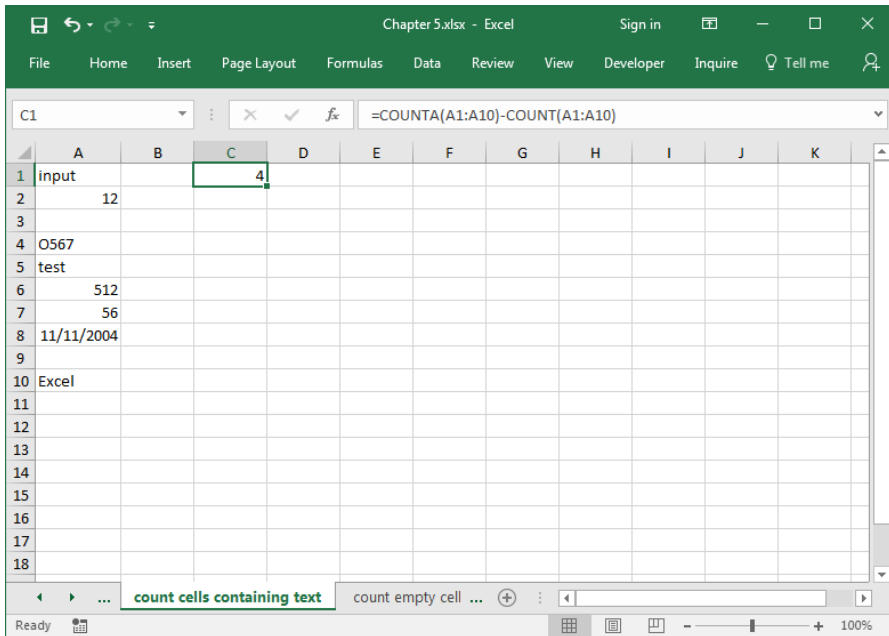 Chapter 5.xlsx - Excel Sign in
File Home Insert Page Layout Formulas Data Review View Developer Inquire Tell me
C1 fx =COUNTA(A1:A10)-COUNT(A1:A10)
A B C D E F G H I J K
1 input 4
2 12
3
4 O567
5 test
6 512
7 56
8 11/11/2004
9
10 Excel
11
12
13
14
15
16
17
18
... count cells containing text count empty cell ...
Ready 100%